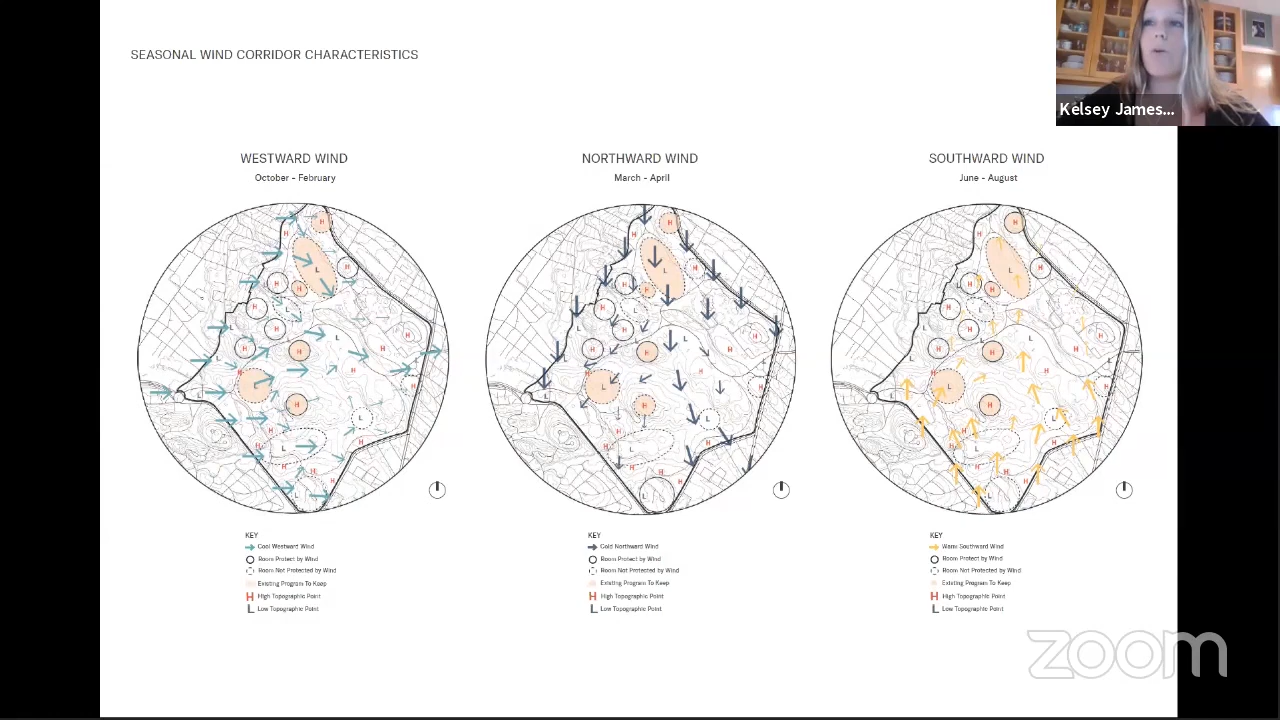 SEASONAL WIND CORRIDOR CHARACTERISTICS
Kelsey James...
WESTWARD WIND
October - February
NORTHWARD WIND
March - April
SOUTHWARD WIND
June - August
KEY
Cool Westward Wind
Room Protect by Wind
Room Not Protected by Wind
Existing Program To Keep
H High Topographic Point
L Low Topographic Point
KEY
Cold Northward Wind
Room Protect by Wind
Room Not Protected by Wind
Existing Program To Keep
H High Topographic Point
L Low Topographic Point
KEY
Warm Southward Wind
Room Protect by Wind
Room Not Protected by Wind
Existing Program To Keep
H High Topographic Point
L Low Topographic Point
zoom